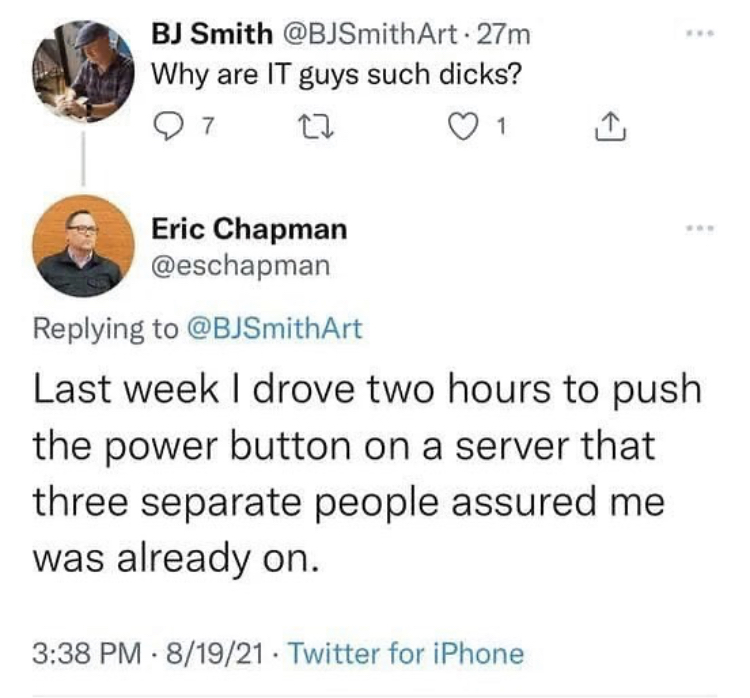 BJ Smith @BJSmithArt · 27m
Why are IT guys such dicks?
7 1
Eric Chapman
@eschapman
Replying to @BJSmithArt
Last week I drove two hours to push
the power button on a server that
three separate people assured me
was already on.
3:38 PM · 8/19/21 · Twitter for iPhone